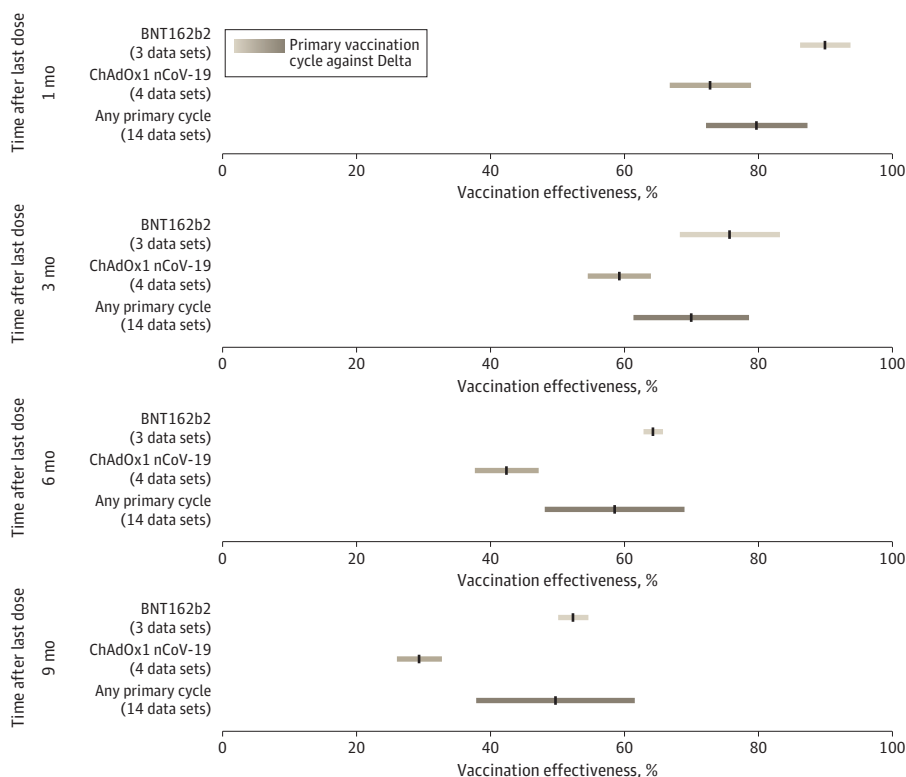 Primary vaccination
cycle against Delta
Time after last dose
1 mo
BNT162b2
(3 data sets)
ChAdOx1 nCoV-19
(4 data sets)
Any primary cycle
(14 data sets)
0 20 40 60 80 100
Vaccination effectiveness, %
Time after last dose
3 mo
BNT162b2
(3 data sets)
ChAdOx1 nCoV-19
(4 data sets)
Any primary cycle
(14 data sets)
0 20 40 60 80 100
Vaccination effectiveness, %
Time after last dose
6 mo
BNT162b2
(3 data sets)
ChAdOx1 nCoV-19
(4 data sets)
Any primary cycle
(14 data sets)
0 20 40 60 80 100
Vaccination effectiveness, %
Time after last dose
9 mo
BNT162b2
(3 data sets)
ChAdOx1 nCoV-19
(4 data sets)
Any primary cycle
(14 data sets)
0 20 40 60 80 100
Vaccination effectiveness, %